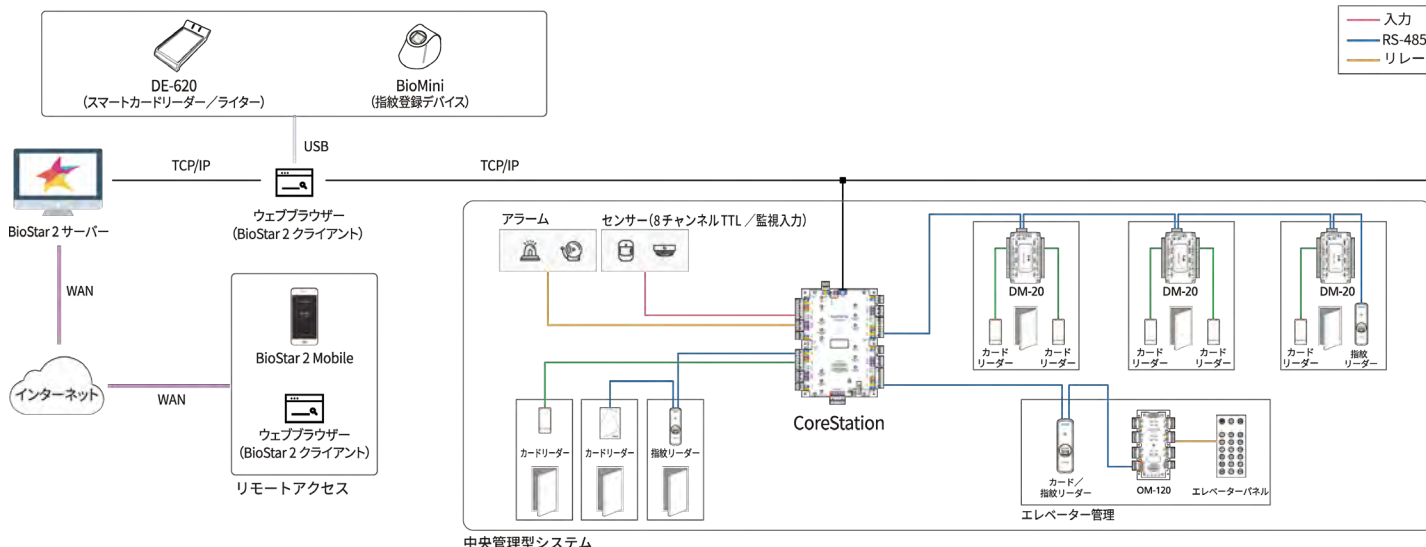 入力
RS-485
リレー
DE-620
(スマートカードリーダー/ライター)
BioMini
(指紋登録デバイス)
USB
TCP/IP
TCP/IP
BioStar 2 サーバー
ウェブブラウザー
(BioStar 2 クライアント)
アラーム
センサー(8チャンネルTTL/監視入力)
DM-20
DM-20
DM-20
カード
リーダー
カード
リーダー
カード
リーダー
カード
リーダー
カード
リーダー
指紋
リーダー
WAN
BioStar 2 Mobile
インターネット
WAN
ウェブブラウザー
(BioStar 2 クライアント)
リモートアクセス
CoreStation
カードリーダー
カードリーダー
指紋リーダー
カード/
指紋リーダー
OM-120
エレベーターパネル
エレベーター管理
中央管理型システム